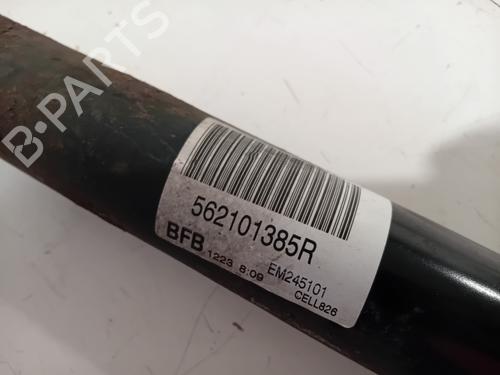 B-PARTS
562101385R
BFB 1223 8:09 EM245101
CELL826